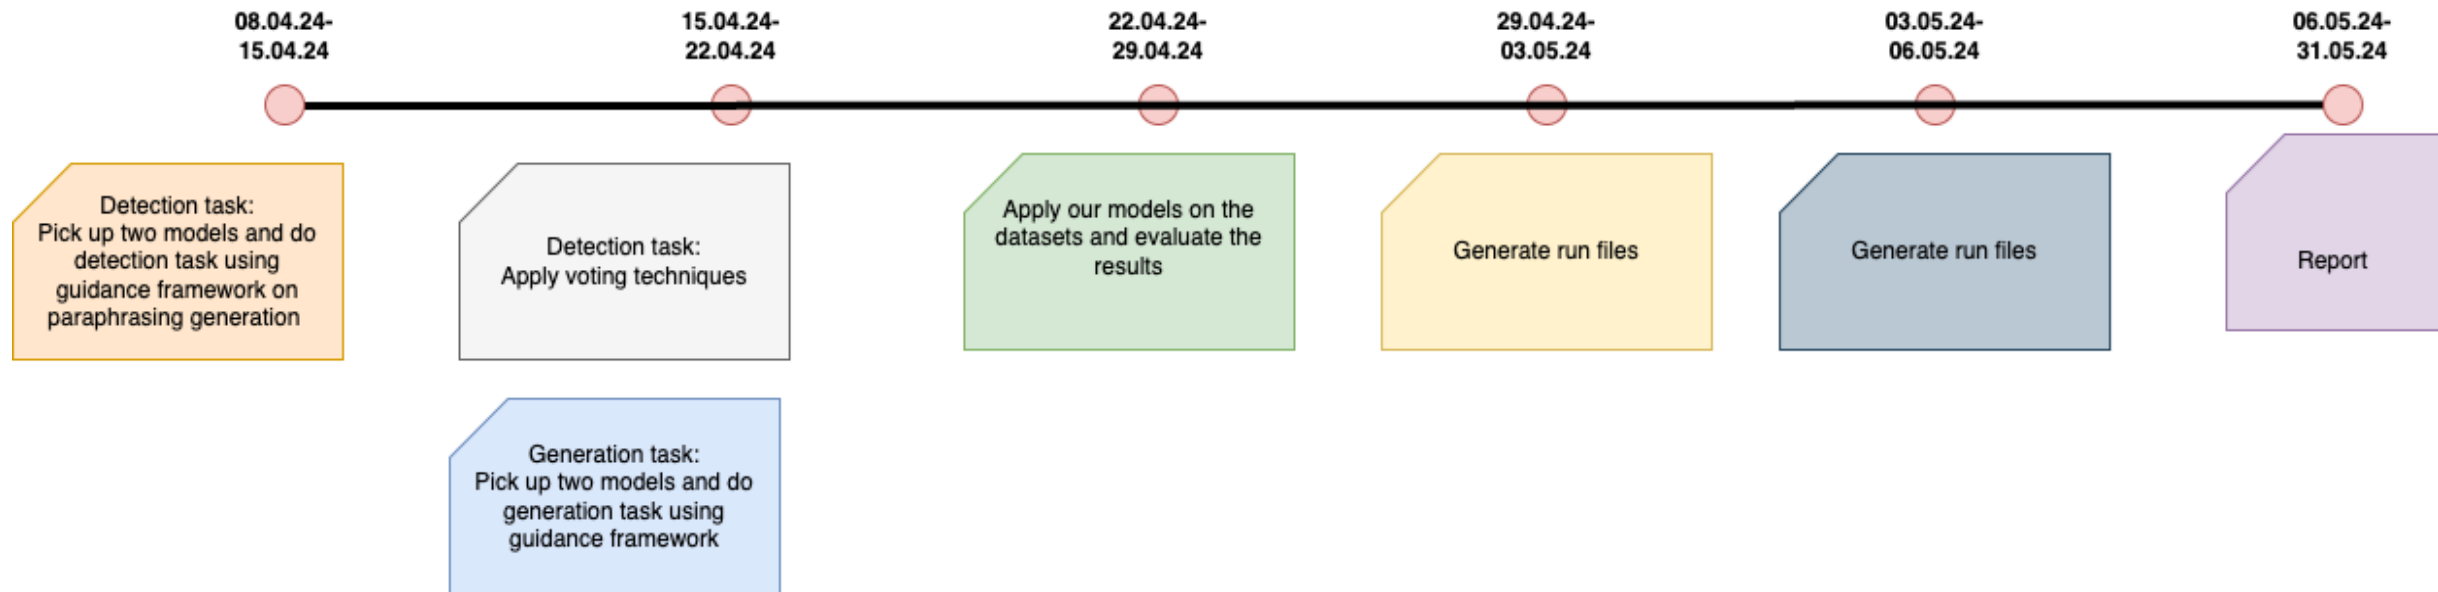 08.04.24-
15.04.24
15.04.24-
22.04.24
22.04.24-
29.04.24
29.04.24-
03.05.24
03.05.24-
06.05.24
06.05.24-
31.05.24
Detection task:
Pick up two models and do
detection task using
guidance framework on
paraphrasing generation
Detection task:
Apply voting techniques
Generation task:
Pick up two models and do
generation task using
guidance framework
Apply our models on the
datasets and evaluate the
results
Generate run files
Generate run files
Report